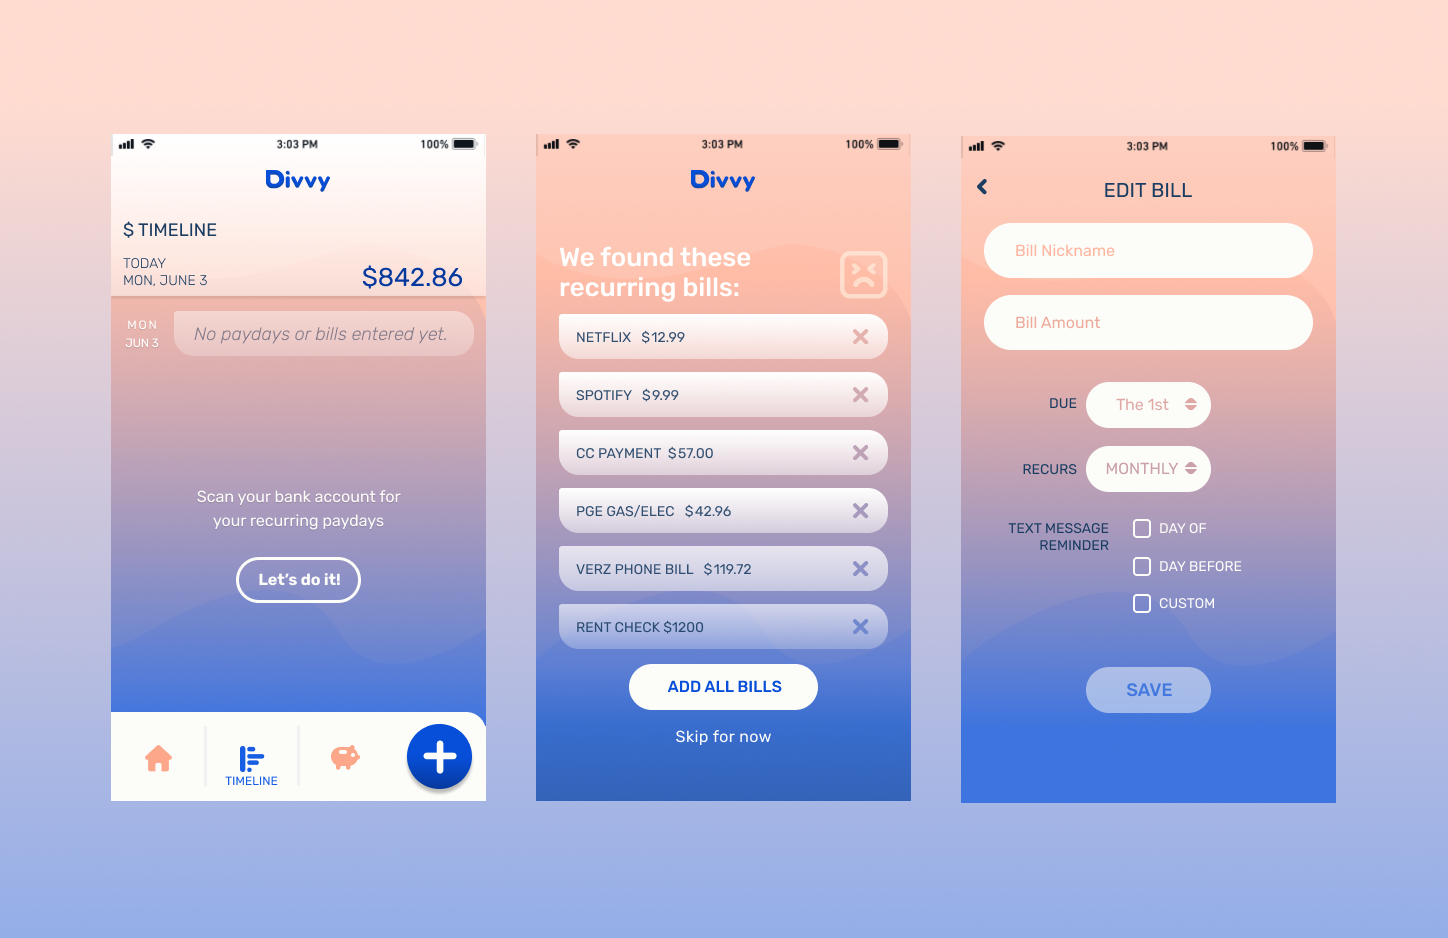 3:03 PM
100%
Divvy
$ TIMELINE
TODAY
MON, JUNE 3
$842.86
MON
JUN 3
No paydays or bills entered yet.
Scan your bank account for
your recurring paydays
Let's do it!
TIMELINE
3:03 PM
100%
Divvy
We found these
recurring bills:
NETFLIX $12.99
SPOTIFY $9.99
CC PAYMENT $57.00
PGE GAS/ELEC $42.96
VERZ PHONE BILL $119.72
RENT CHECK $1200
ADD ALL BILLS
Skip for now
3:03 PM
100%
EDIT BILL
Bill Nickname
Bill Amount
DUE
The 1st
RECURS
MONTHLY
TEXT MESSAGE
REMINDER
DAY OF
DAY BEFORE
CUSTOM
SAVE